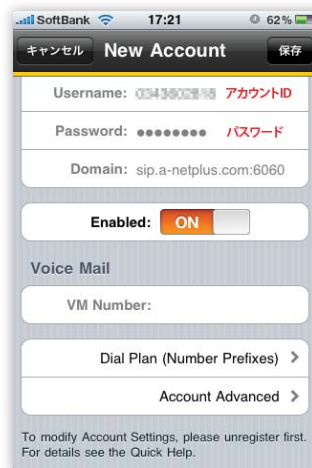 SoftBank 17:21 62%
キャンセル New Account 保存
Username: アカウントID
Password: ●●●●●●●● パスワード
Domain: sip.a-netplus.com:6060
Enabled: ON
Voice Mail
VM Number:
Dial Plan (Number Prefixes)
Account Advanced
To modify Account Settings, please unregister first.
For details see the Quick Help.